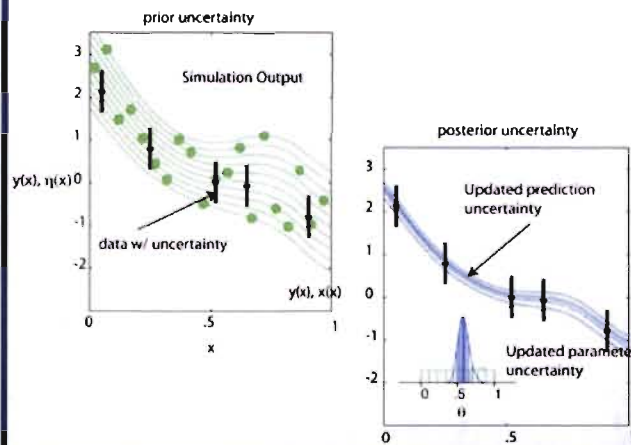 prior uncertainty
3
2
1
y(x), η(x) 0
-1
-2
Simulation Output
data w/ uncertainty
y(x), x(x)
0
.5
1
x
posterior uncertainty
3
2
1
0
-1
-2
Updated prediction
uncertainty
Updated paramete
uncertainty
0 .5 1
θ
0
.5
1